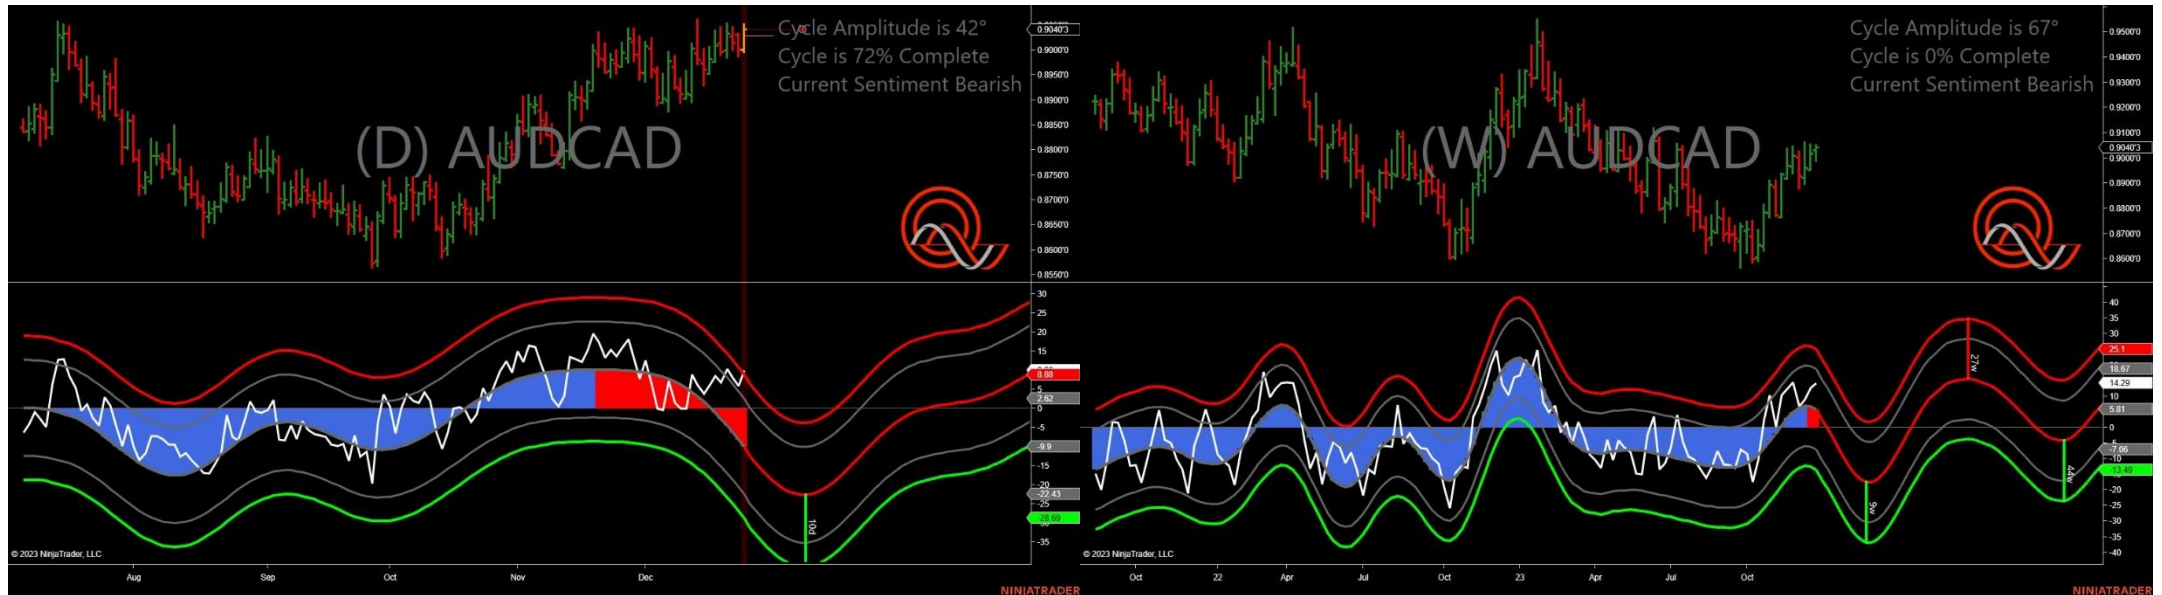 Cycle Amplitude is 42°
Cycle is 72% Complete
Current Sentiment Bearish
(D) AUDCAD
0.9040'3
0.9000'0
0.8950'0
0.8900'0
0.8850'0
0.8800'0
0.8750'0
0.8700'0
0.8650'0
0.8600'0
0.8550'0
30
25
20
15
8.88
5
2.62
0
-5
-9.9
-15
-22.43
-25
-28.69
-35
10d
© 2023 NinjaTrader, LLC
Aug
Sep
Oct
Nov
Dec
NINJATRADER
Cycle Amplitude is 67°
Cycle is 0% Complete
Current Sentiment Bearish
(W) AUDCAD
0.9500'0
0.9400'0
0.9300'0
0.9200'0
0.9100'0
0.9040'3
0.9000'0
0.8900'0
0.8800'0
0.8700'0
0.8600'0
40
35
30
25.1
18.67
14.29
5.81
0
-7.06
-10
-13.49
-20
-25
-30
-35
-40
27w
9w
44w
© 2023 NinjaTrader, LLC
Oct
22
Apr
Jul
Oct
23
Apr
Jul
Oct
NINJATRADER